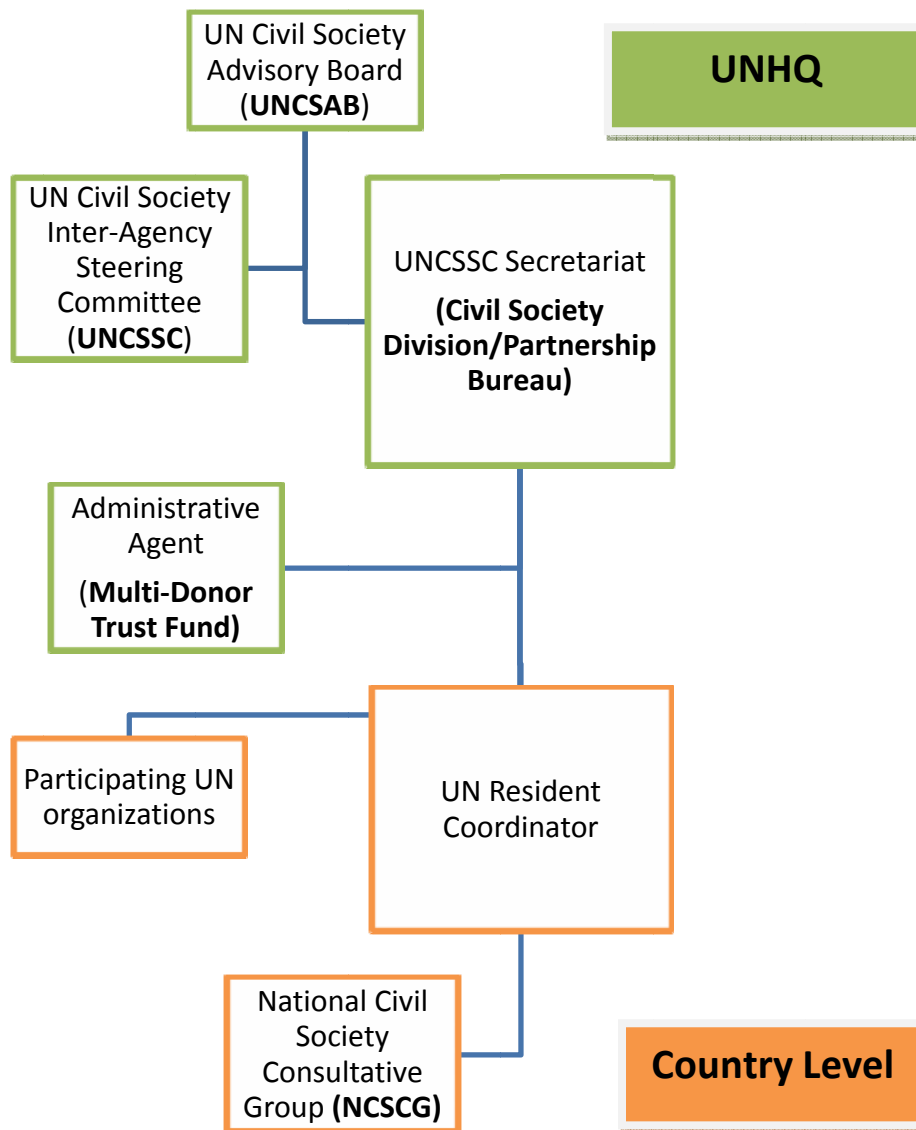 UN Civil Society
Advisory Board
(UNCSAB)
UNHQ
UN Civil Society
Inter-Agency
Steering
Committee
(UNCSSC)
UNCSSC Secretariat
(Civil Society
Division/Partnership
Bureau)
Administrative
Agent
(Multi-Donor
Trust Fund)
Participating UN
organizations
UN Resident
Coordinator
National Civil
Society
Consultative
Group (NCSCG)
Country Level